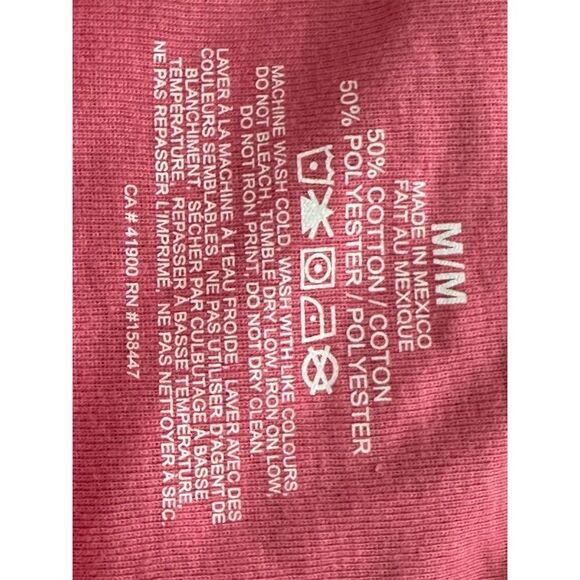 M/M
MADE IN MEXICO
FAIT AU MEXIQUE
50% COTTON / COTON
50% POLYESTER / POLYESTER
MACHINE WASH COLD, WASH WITH LIKE COLOURS,
DO NOT BLEACH, TUMBLE DRY LOW, IRON ON LOW,
DO NOT IRON PRINT, DO NOT DRY CLEAN
LAVER À LA MACHINE À L'EAU FROIDE, LAVER AVEC DES
COULEURS SEMBLABLES, NE PAS UTILISER D'AGENT DE
BLANCHIMENT, SÉCHER PAR CULBUTAGE À BASSE
TEMPÉRATURE, REPASSER À BASSE TEMPÉRATURE,
NE PAS REPASSER L'IMPRIMÉ, NE PAS NETTOYER À SEC.
CA # 41900 RN #158447